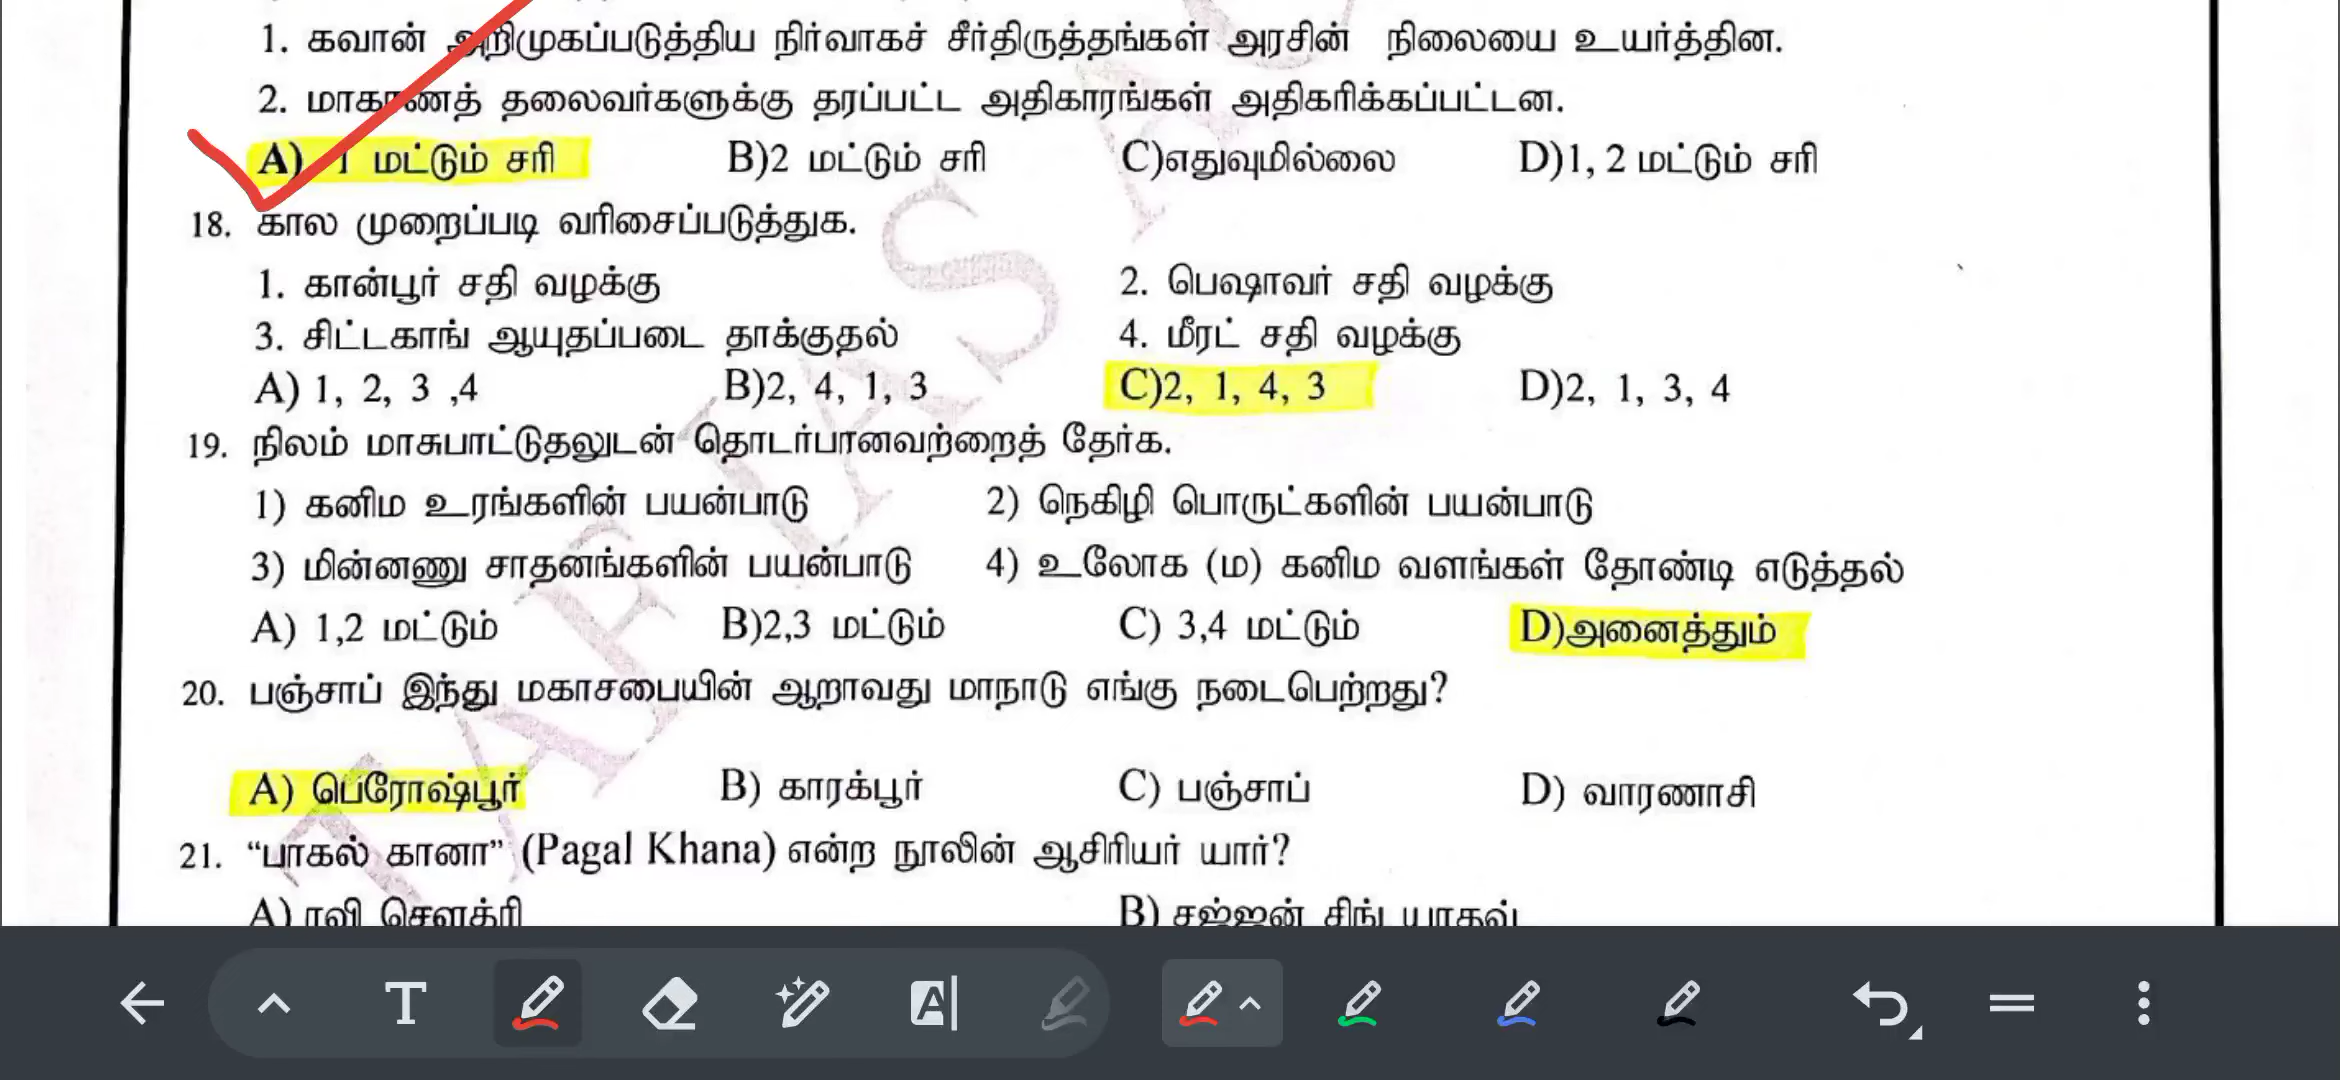 1. கவான் அறிமுகப்படுத்திய நிர்வாகச் சீர்திருத்தங்கள் அரசின் நிலையை உயர்த்தின.
2. மாகாணத் தலைவர்களுக்கு தரப்பட்ட அதிகாரங்கள் அதிகரிக்கப்பட்டன.
A) 1 மட்டும் சரி B)2 மட்டும் சரி C)எதுவுமில்லை D)1, 2 மட்டும் சரி
18. கால முறைப்படி வரிசைப்படுத்துக.
1. கான்பூர் சதி வழக்கு 2. பெஷாவர் சதி வழக்கு
3. சிட்டகாங் ஆயுதப்படை தாக்குதல் 4. மீரட் சதி வழக்கு
A) 1, 2, 3 ,4 B)2, 4, 1, 3 C)2, 1, 4, 3 D)2, 1, 3, 4
19. நிலம் மாசுபாட்டுதலுடன் தொடர்பானவற்றைத் தேர்க.
1) கனிம உரங்களின் பயன்பாடு 2) நெகிழி பொருட்களின் பயன்பாடு
3) மின்னணு சாதனங்களின் பயன்பாடு 4) உலோக (ம) கனிம வளங்கள் தோண்டி எடுத்தல்
A) 1,2 மட்டும் B)2,3 மட்டும் C) 3,4 மட்டும் D)அனைத்தும்
20. பஞ்சாப் இந்து மகாசபையின் ஆறாவது மாநாடு எங்கு நடைபெற்றது?
A) பெரோஷ்பூர் B) காரக்பூர் C) பஞ்சாப் D) வாரணாசி
21. “பாகல் கானா” (Pagal Khana) என்ற நூலின் ஆசிரியர் யார்?
A) ரவி சௌத்ரி B) சஜ்ஜன் சிங் யாதவ்
TAF IAS